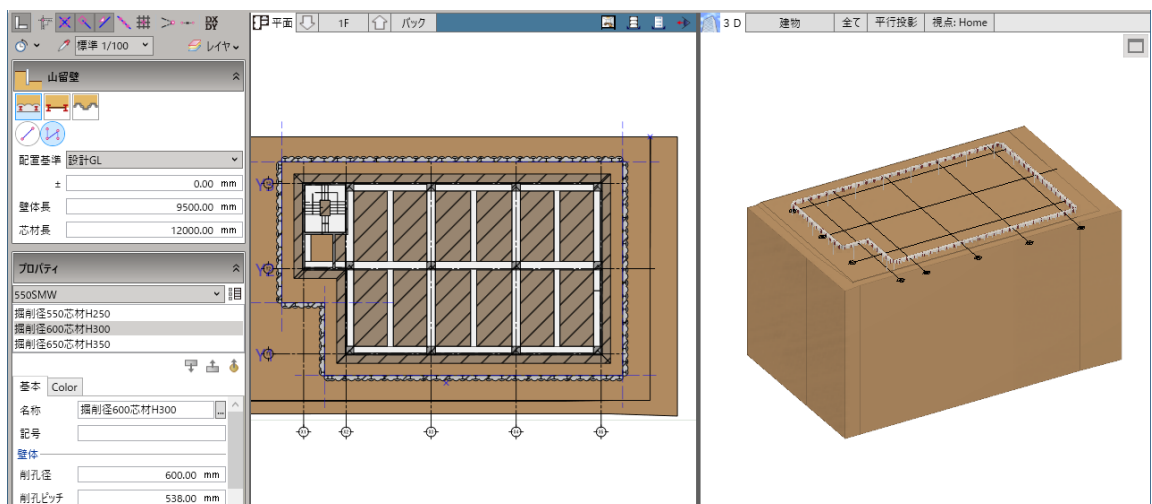 標準 1/100
レイヤ
山留壁
配置基準 設計GL
± 0.00 mm
壁体長 9500.00 mm
芯材長 12000.00 mm
プロパティ
550SMW
掘削径550芯材H250
掘削径600芯材H300
掘削径650芯材H350
基本 Color
名称 掘削径600芯材H300 ...
記号
壁体
削孔径 600.00 mm
削孔ピッチ 538.00 mm
平面 1F バック
Y3
Y2
Y1
3 D 建物 全て 平行投影 視点: Home